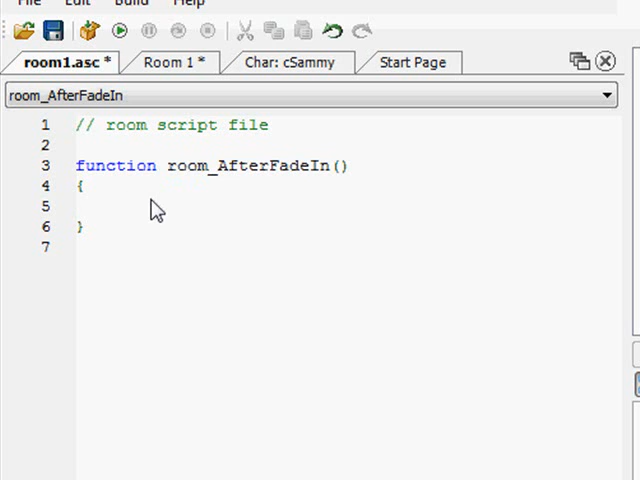 File Edit Build Help
room1.asc * Room 1 * Char: cSammy Start Page
room_AfterFadeIn
1 // room script file
2
3 function room_AfterFadeIn()
4 {
5
6 }
7